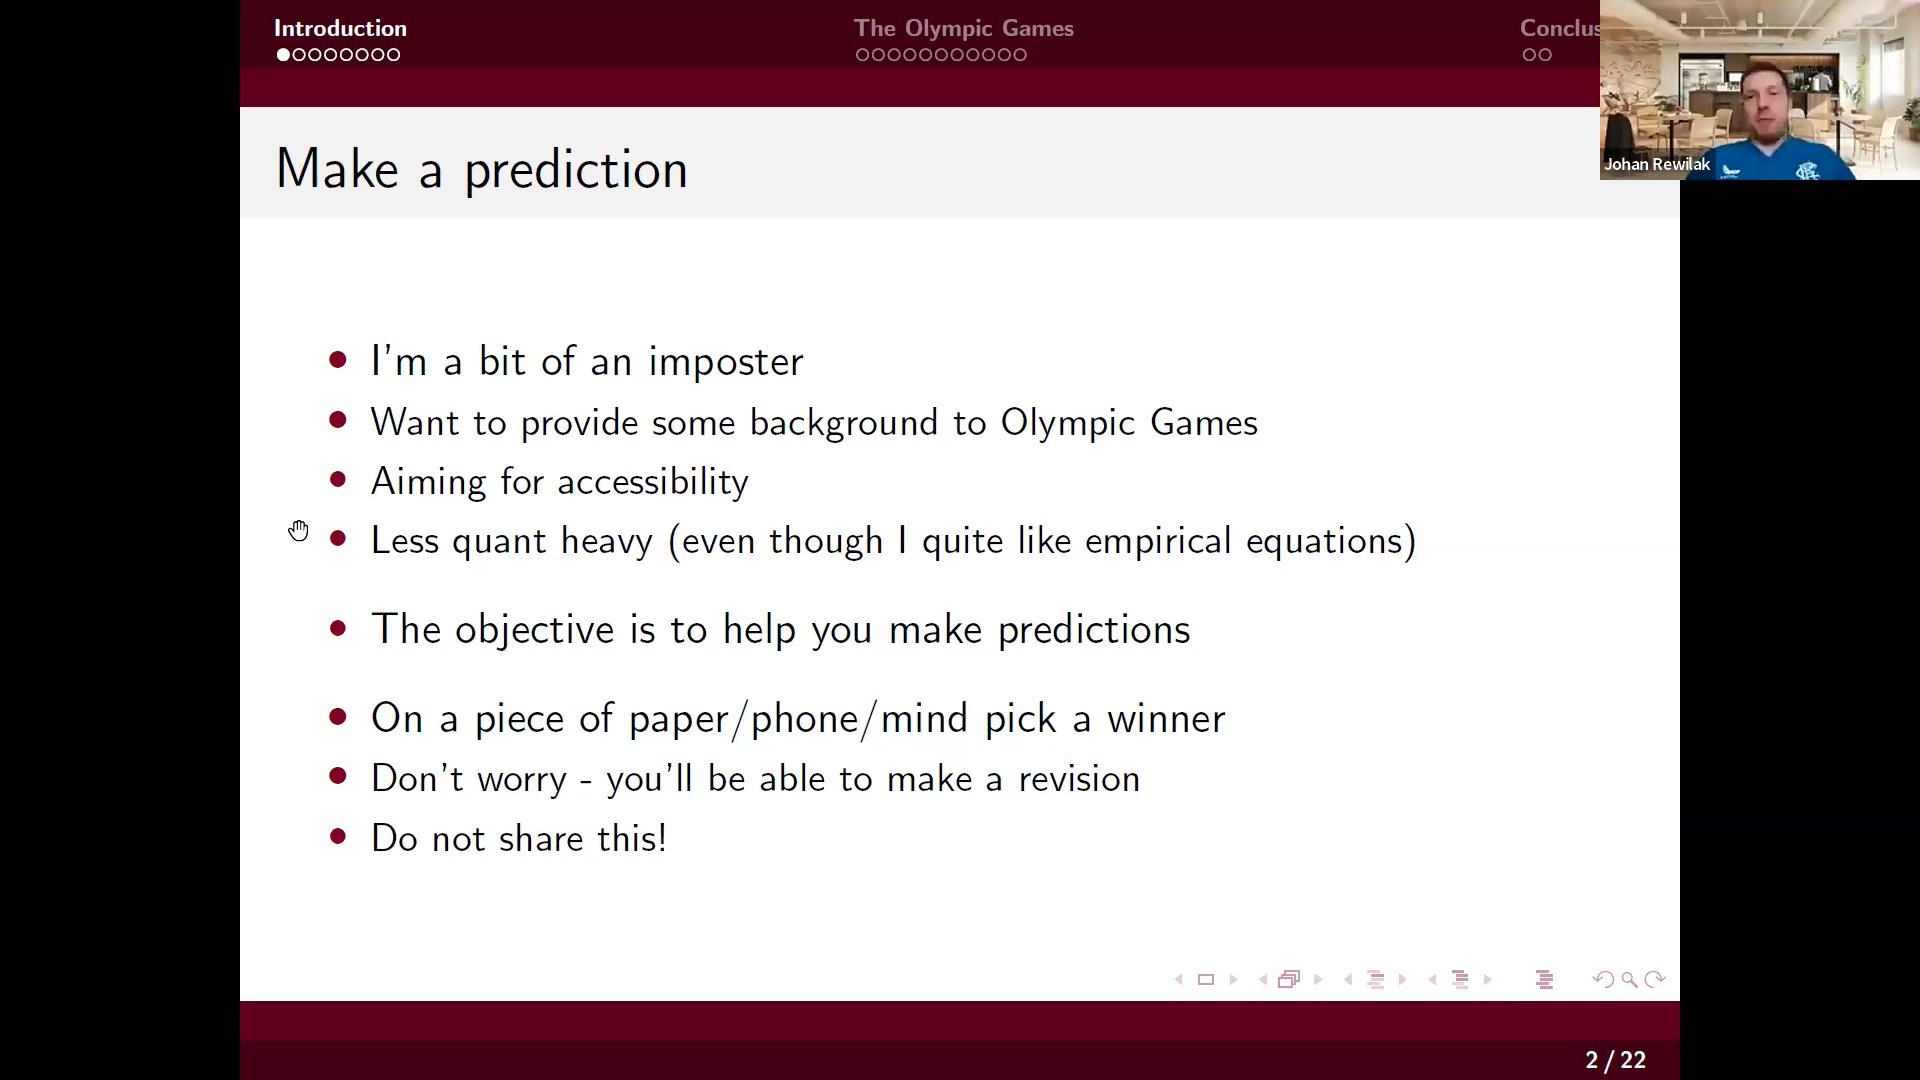 Introduction
The Olympic Games
Conclus
Johan Rewilak
Make a prediction
I'm a bit of an imposter
Want to provide some background to Olympic Games
Aiming for accessibility
Less quant heavy (even though I quite like empirical equations)
The objective is to help you make predictions
On a piece of paper/phone/mind pick a winner
Don't worry - you'll be able to make a revision
Do not share this!
2 / 22